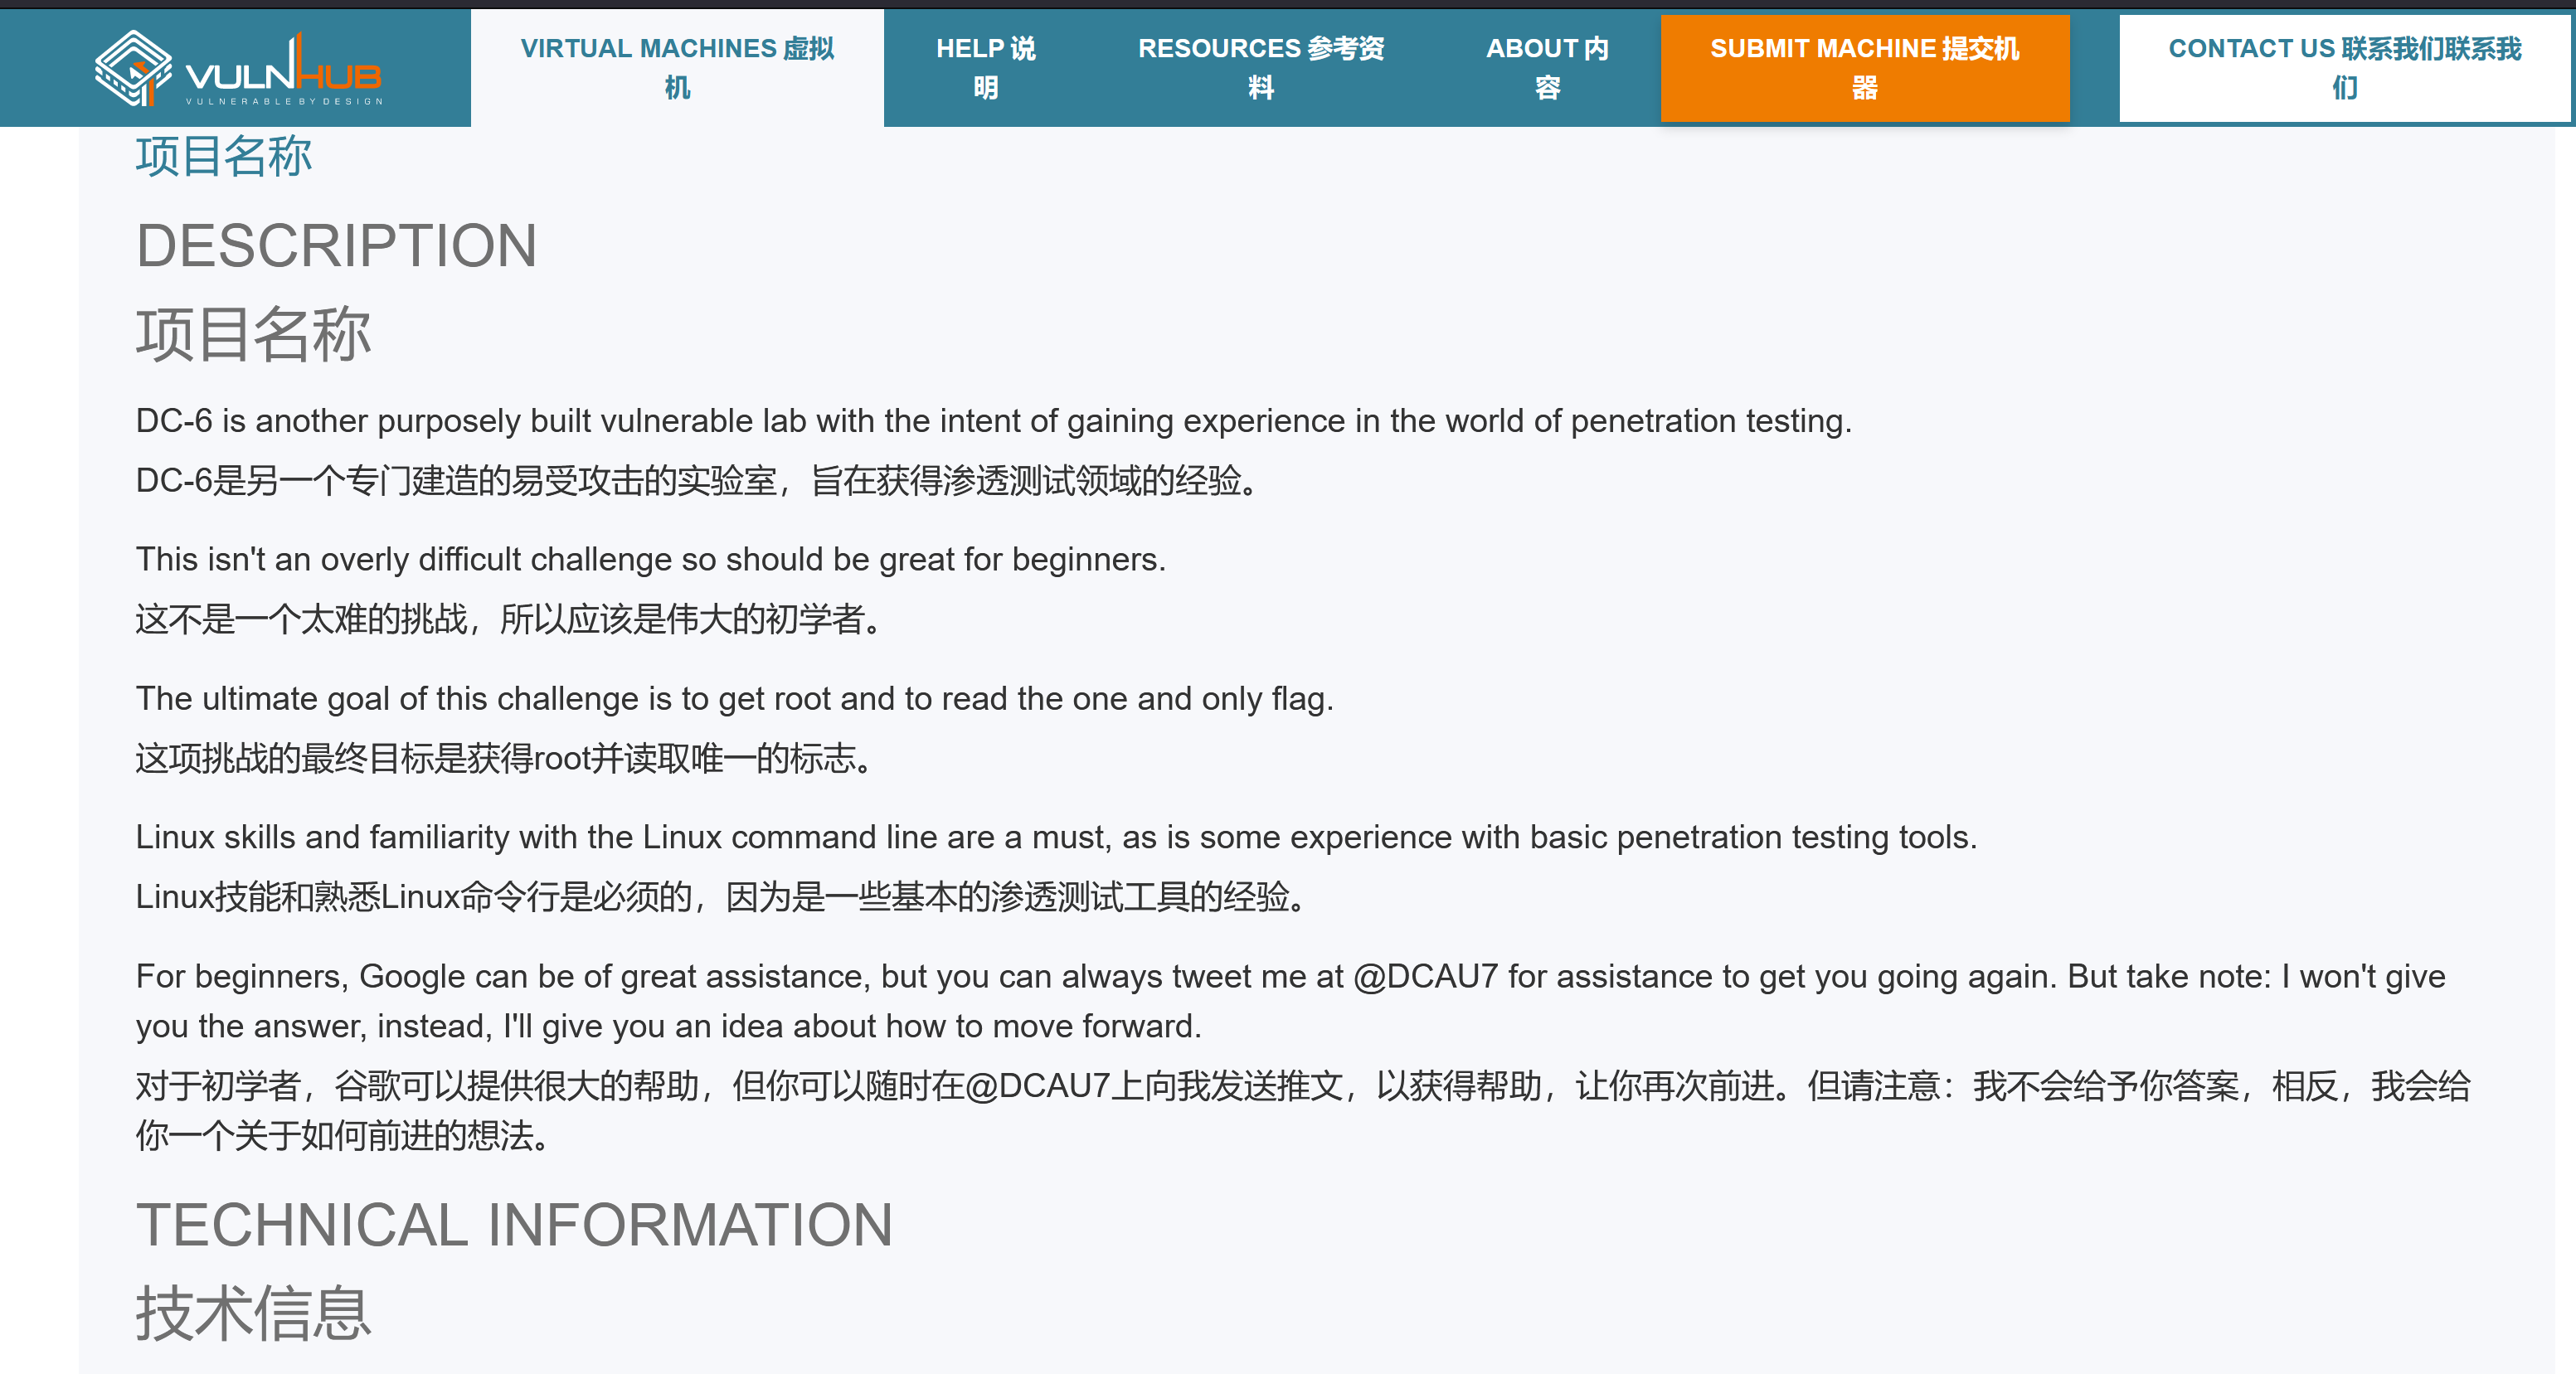 VULNHUB
VULNERABLE BY DESIGN
VIRTUAL MACHINES 虚拟
机
HELP 说
明
RESOURCES 参考资
料
ABOUT 内
容
SUBMIT MACHINE 提交机
器
CONTACT US 联系我们联系我
们
项目名称
DESCRIPTION
项目名称
DC-6 is another purposely built vulnerable lab with the intent of gaining experience in the world of penetration testing.
DC-6是另一个专门建造的易受攻击的实验室，旨在获得渗透测试领域的经验。
This isn't an overly difficult challenge so should be great for beginners.
这不是一个太难的挑战，所以应该是伟大的初学者。
The ultimate goal of this challenge is to get root and to read the one and only flag.
这项挑战的最终目标是获得root并读取唯一的标志。
Linux skills and familiarity with the Linux command line are a must, as is some experience with basic penetration testing tools.
Linux技能和熟悉Linux命令行是必须的，因为是一些基本的渗透测试工具的经验。
For beginners, Google can be of great assistance, but you can always tweet me at @DCAU7 for assistance to get you going again. But take note: I won't give
you the answer, instead, I'll give you an idea about how to move forward.
对于初学者，谷歌可以提供很大的帮助，但你可以随时在@DCAU7上向我发送推文，以获得帮助，让你再次前进。但请注意：我不会给予你答案，相反，我会给
你一个关于如何前进的想法。
TECHNICAL INFORMATION
技术信息